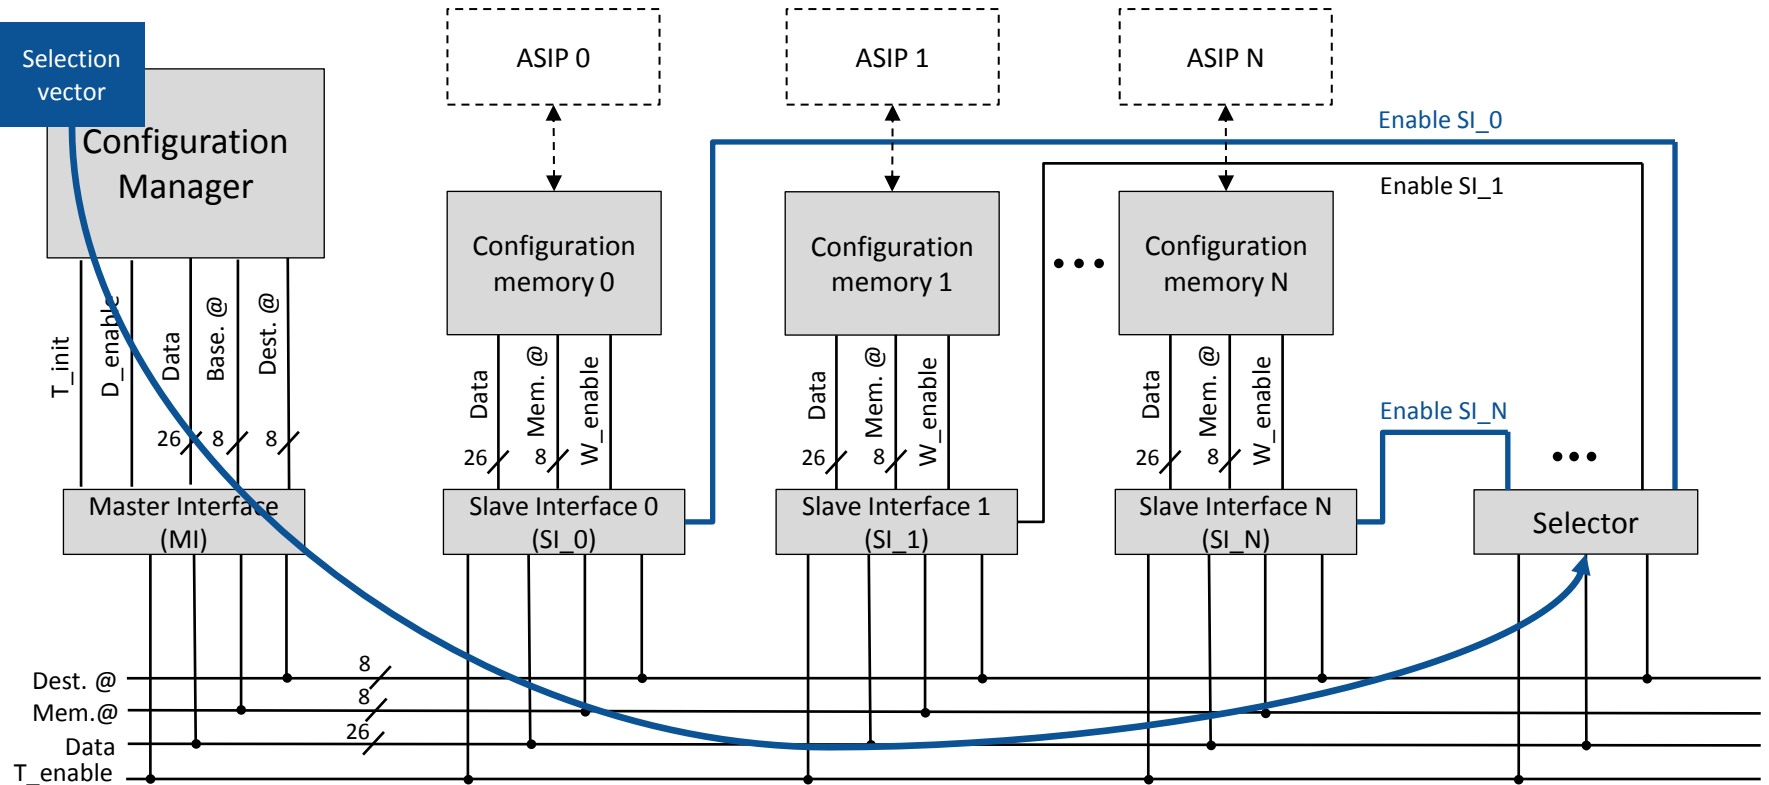 Selection
vector
Configuration
Manager
ASIP 0
ASIP 1
ASIP N
Enable SI_0
Enable SI_1
Configuration
memory 0
Configuration
memory 1
•••
Configuration
memory N
T_init
D_enable
Data
Base. @
Dest. @
26
8
8
Data
Mem. @
W_enable
26
8
Data
Mem. @
W_enable
26
8
Data
Mem. @
W_enable
26
8
Enable SI_N
•••
Master Interface
(MI)
Slave Interface 0
(SI_0)
Slave Interface 1
(SI_1)
Slave Interface N
(SI_N)
Selector
Dest. @
8
Mem.@
8
Data
26
T_enable